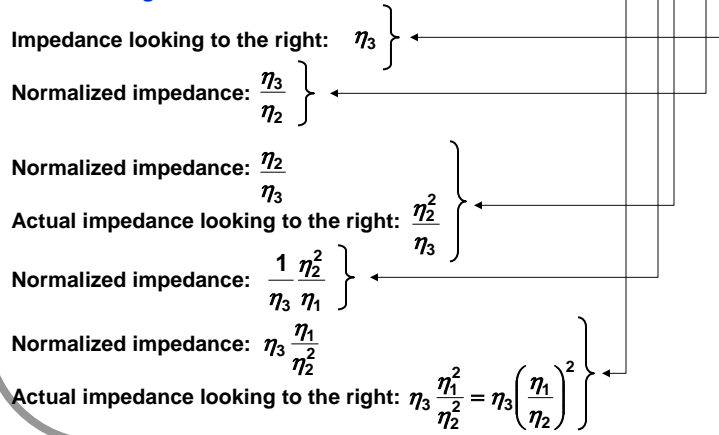 Impedance looking to the right: η₃
Normalized impedance: η₃/η₂
Normalized impedance: η₂/η₃
Actual impedance looking to the right: η₂²/η₃
Normalized impedance: 1/η₃ η₂²/η₁
Normalized impedance: η₃ η₁/η₂²
Actual impedance looking to the right: η₃ η₁²/η₂² = η₃(η₁/η₂)²